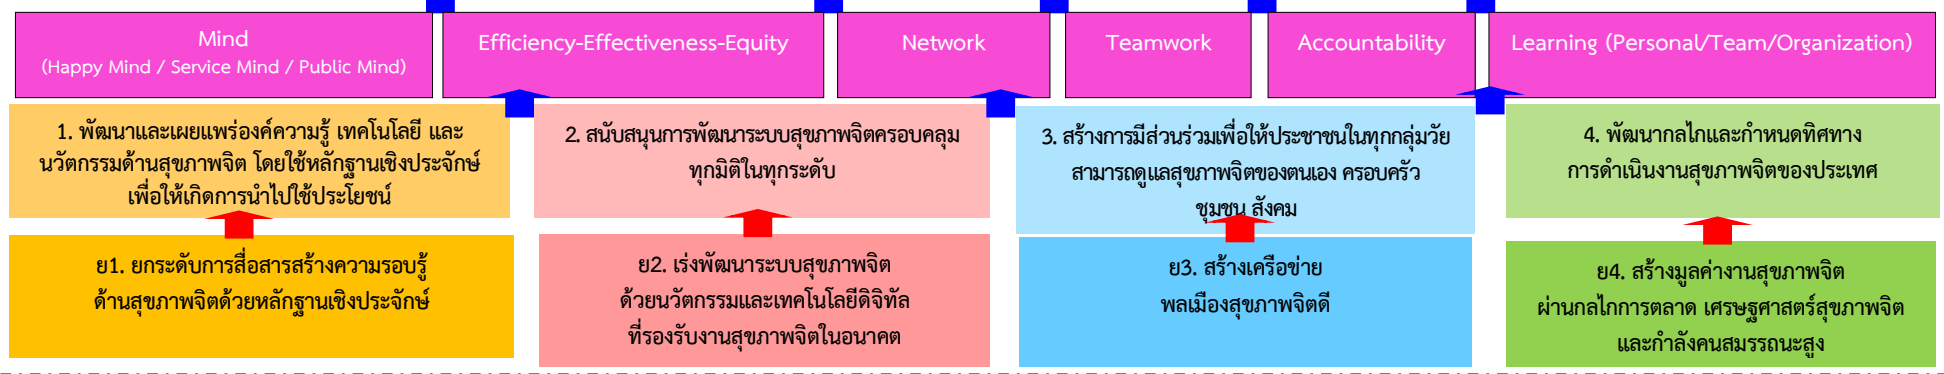 Mind
(Happy Mind / Service Mind / Public Mind)
Efficiency-Effectiveness-Equity
Network
Teamwork
Accountability
Learning (Personal/Team/Organization)
1. พัฒนาและเผยแพร่องค์ความรู้ เทคโนโลยี และ
นวัตกรรมด้านสุขภาพจิต โดยใช้หลักฐานเชิงประจักษ์
เพื่อให้เกิดการนำไปใช้ประโยชน์
2. สนับสนุนการพัฒนาระบบสุขภาพจิตครอบคลุม
ทุกมิติในทุกระดับ
3. สร้างการมีส่วนร่วมเพื่อให้ประชาชนในทุกกลุ่มวัย
สามารถดูแลสุขภาพจิตของตนเอง ครอบครัว
ชุมชน สังคม
4. พัฒนากลไกและกำหนดทิศทาง
การดำเนินงานสุขภาพจิตของประเทศ
ย1. ยกระดับการสื่อสารสร้างความรอบรู้
ด้านสุขภาพจิตด้วยหลักฐานเชิงประจักษ์
ย2. เร่งพัฒนาระบบสุขภาพจิต
ด้วยนวัตกรรมและเทคโนโลยีดิจิทัล
ที่รองรับงานสุขภาพจิตในอนาคต
ย3. สร้างเครือข่าย
พลเมืองสุขภาพจิตดี
ย4. สร้างมูลค่างานสุขภาพจิต
ผ่านกลไกการตลาด เศรษฐศาสตร์สุขภาพจิต
และกำลังคนสมรรถนะสูง